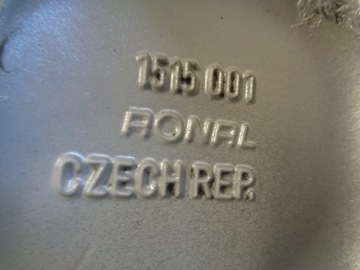 1515 001
RONAL
CZECH REP.